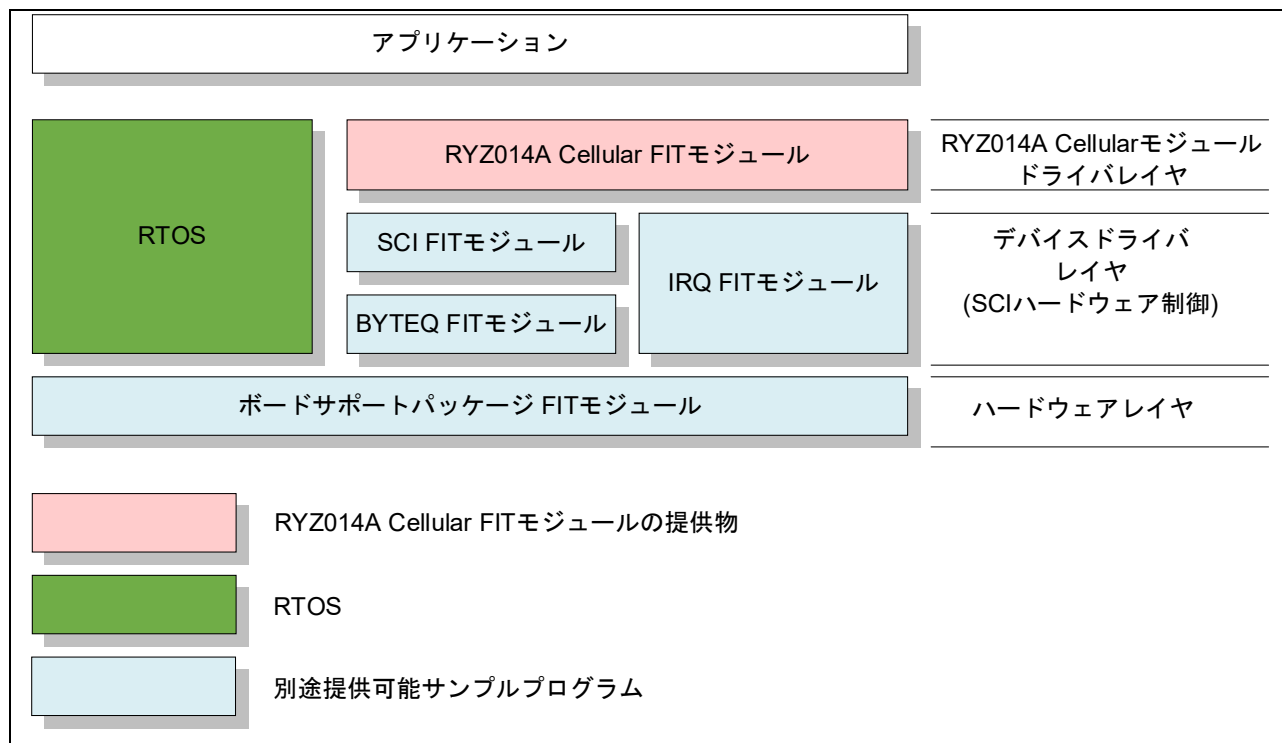 アプリケーション
RYZ014A Cellular FITモジュール
RYZ014A Cellularモジュール
ドライバレイヤ
RTOS
SCI FITモジュール
BYTEQ FITモジュール
IRQ FITモジュール
デバイスドライバ
レイヤ
(SCIハードウェア制御)
ボードサポートパッケージ FITモジュール
ハードウェアレイヤ
RYZ014A Cellular FITモジュールの提供物
RTOS
別途提供可能サンプルプログラム